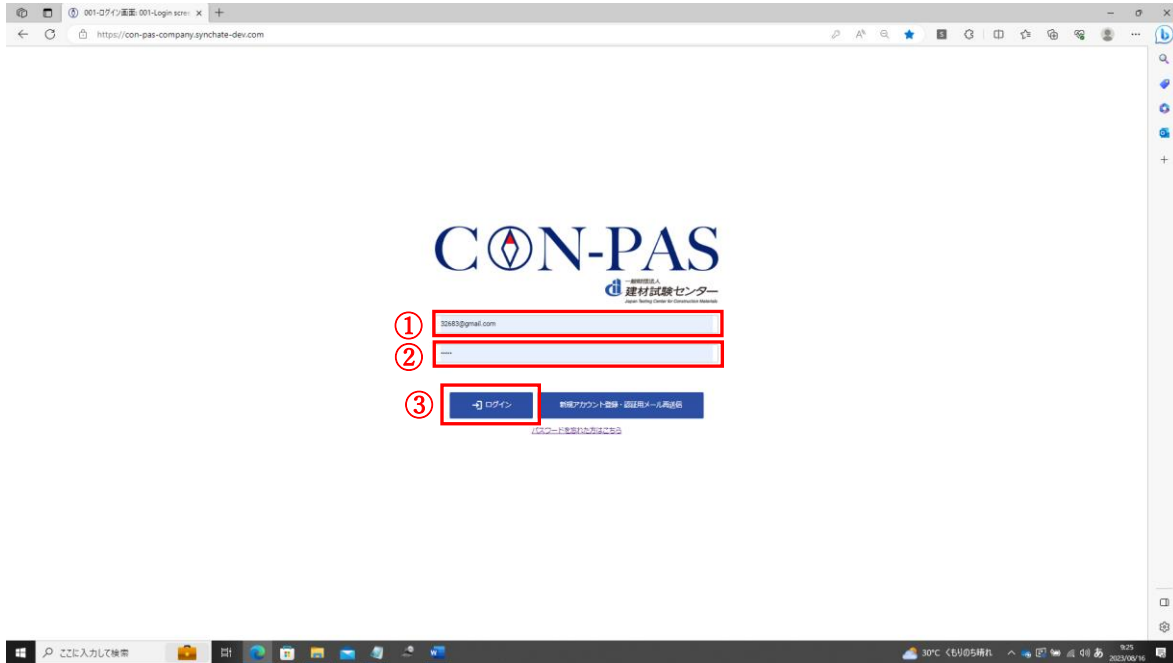 001-ログイン画面: 001-Login scre
https://con-pas-company.synchate-dev.com
CON-PAS
一般財団法人
建材試験センター
Japan Testing Center for Construction Materials
① 32683@gmail.com
② ·····
③ ログイン 新規アカウント登録・認証用メール再送信
パスワードを忘れた方はこちら
ここに入力して検索
30°C くもりのち晴れ あ 9:25
2023/08/16